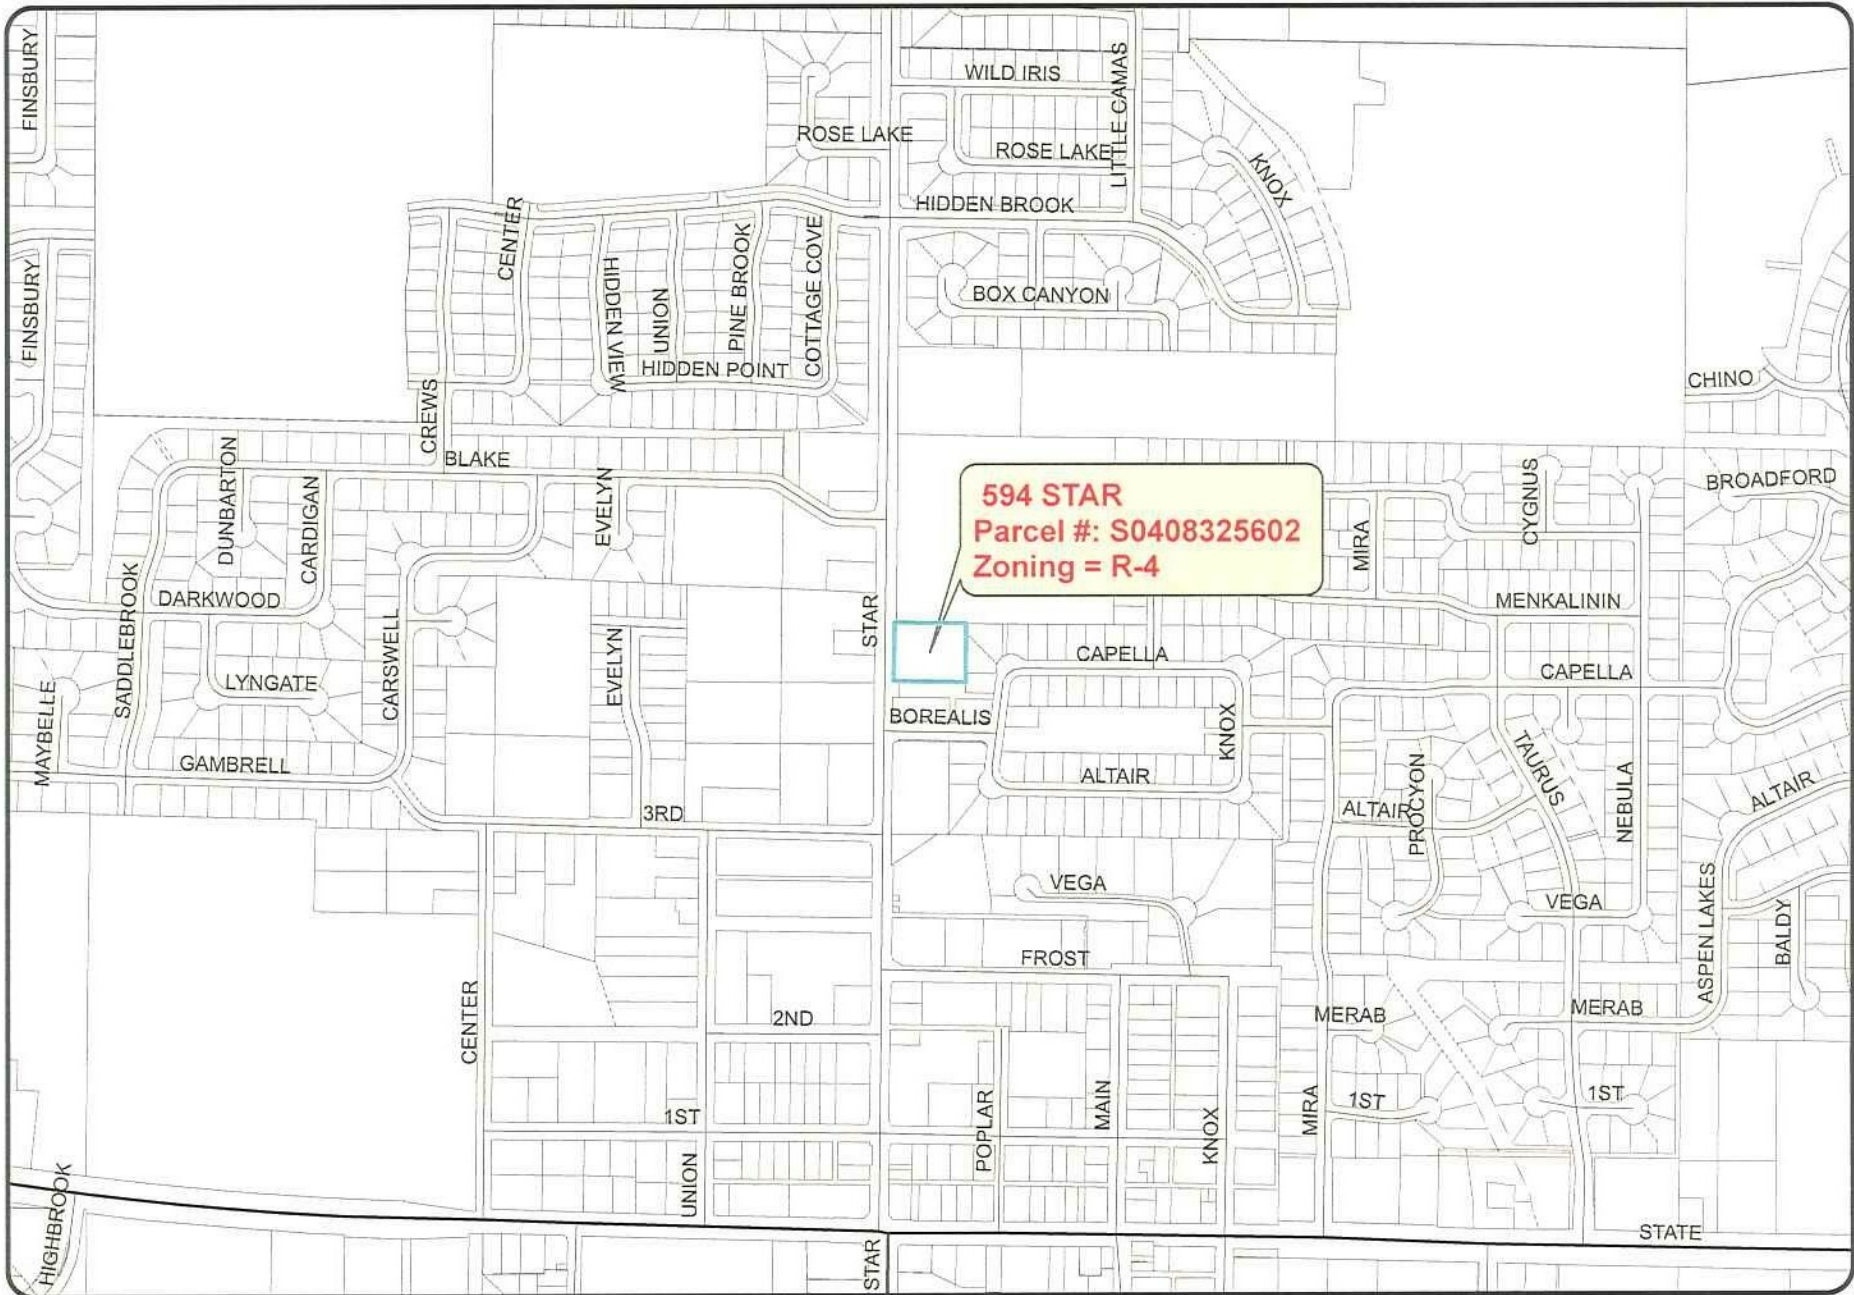 FINSBURY
WILD IRIS
LITTLE CAMAS
ROSE LAKE
ROSE LAKE
KNOX
CENTER
HIDDEN BROOK
FINSBURY
HIDDEN VIEW
UNION
PINE BROOK
COTTAGE COVE
BOX CANYON
HIDDEN POINT
CHINO
CREWS
BLAKE
DUNBARTON
CARDIGAN
EVELYN
594 STAR
Parcel #: S0408325602
Zoning = R-4
MIRA
CYGNUS
BROADFORD
SADDLEBROOK
DARKWOOD
CARSWELL
STAR
MENKALININ
EVELYN
CAPELLA
CAPELLA
MAYBELLE
LYNGATE
BOREALIS
KNOX
GAMBRELL
ALTAIR
TAURUS
PROCYON
NEBULA
ALTAIR
3RD
ALTAIR
VEGA
VEGA
ASPEN LAKES
BALDY
FROST
CENTER
2ND
MERAB
MERAB
1ST
POPLAR
MAIN
KNOX
MIRA
1ST
1ST
UNION
HIGHBROOK
STAR
STATE